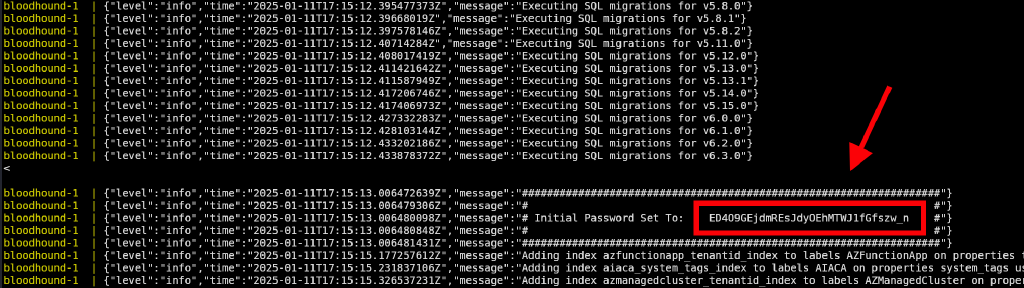 bloodhound-1 | {"level":"info","time":"2025-01-11T17:15:12.395477373Z","message":"Executing SQL migrations for v5.8.0"}
bloodhound-1 | {"level":"info","time":"2025-01-11T17:15:12.39668019Z","message":"Executing SQL migrations for v5.8.1"}
bloodhound-1 | {"level":"info","time":"2025-01-11T17:15:12.397578146Z","message":"Executing SQL migrations for v5.8.2"}
bloodhound-1 | {"level":"info","time":"2025-01-11T17:15:12.40714284Z","message":"Executing SQL migrations for v5.11.0"}
bloodhound-1 | {"level":"info","time":"2025-01-11T17:15:12.408017419Z","message":"Executing SQL migrations for v5.12.0"}
bloodhound-1 | {"level":"info","time":"2025-01-11T17:15:12.411421642Z","message":"Executing SQL migrations for v5.13.0"}
bloodhound-1 | {"level":"info","time":"2025-01-11T17:15:12.411587949Z","message":"Executing SQL migrations for v5.13.1"}
bloodhound-1 | {"level":"info","time":"2025-01-11T17:15:12.417206746Z","message":"Executing SQL migrations for v5.14.0"}
bloodhound-1 | {"level":"info","time":"2025-01-11T17:15:12.417406973Z","message":"Executing SQL migrations for v5.15.0"}
bloodhound-1 | {"level":"info","time":"2025-01-11T17:15:12.427332283Z","message":"Executing SQL migrations for v6.0.0"}
bloodhound-1 | {"level":"info","time":"2025-01-11T17:15:12.428103144Z","message":"Executing SQL migrations for v6.1.0"}
bloodhound-1 | {"level":"info","time":"2025-01-11T17:15:12.433202186Z","message":"Executing SQL migrations for v6.2.0"}
bloodhound-1 | {"level":"info","time":"2025-01-11T17:15:12.433878372Z","message":"Executing SQL migrations for v6.3.0"}
<
bloodhound-1 | {"level":"info","time":"2025-01-11T17:15:13.006472639Z","message":"####################################################################"}
bloodhound-1 | {"level":"info","time":"2025-01-11T17:15:13.006479306Z","message":"# #"}
bloodhound-1 | {"level":"info","time":"2025-01-11T17:15:13.006480098Z","message":"# Initial Password Set To: ED4O9GEjdmREsJdyOEhMTWJ1fGfszw_n #"}
bloodhound-1 | {"level":"info","time":"2025-01-11T17:15:13.006480848Z","message":"# #"}
bloodhound-1 | {"level":"info","time":"2025-01-11T17:15:13.006481431Z","message":"####################################################################"}
bloodhound-1 | {"level":"info","time":"2025-01-11T17:15:15.177257612Z","message":"Adding index azfunctionapp_tenantid_index to labels AZFunctionApp on properties t
bloodhound-1 | {"level":"info","time":"2025-01-11T17:15:15.231837106Z","message":"Adding index aiaca_system_tags_index to labels AIACA on properties system_tags us
bloodhound-1 | {"level":"info","time":"2025-01-11T17:15:15.326537231Z","message":"Adding index azmanagedcluster_tenantid_index to labels AZManagedCluster on prope